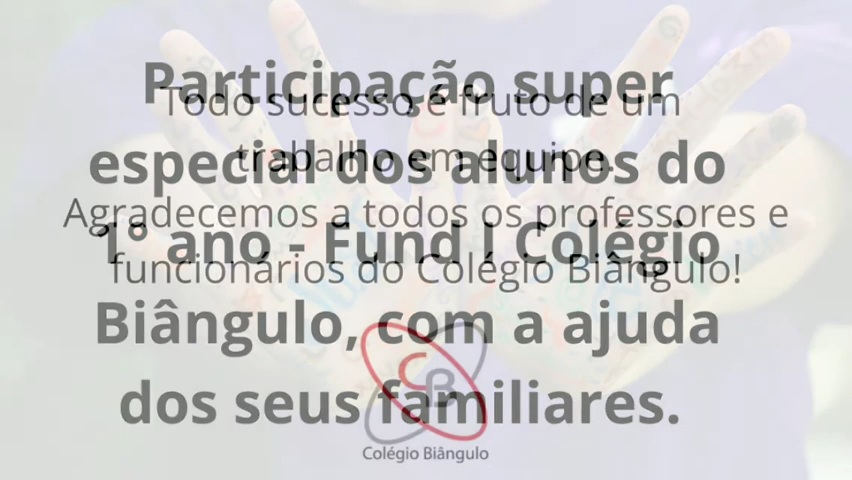 Participação super
especial dos alunos do
1° ano - Fund I Colégio
Biângulo, com a ajuda
dos seus familiares.
Todo sucesso é fruto de um
trabalho em equipe.
Agradecemos a todos os professores e
funcionários do Colégio Biângulo!
CB
Colégio Biângulo